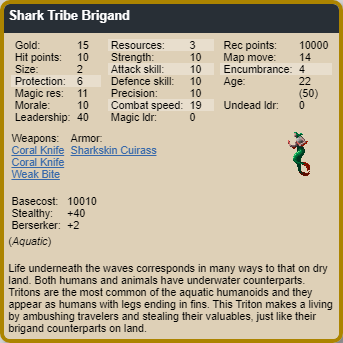 Shark Tribe Brigand
Gold: 15 Resources: 3 Rec points: 10000
Hit points: 10 Strength: 10 Map move: 14
Size: 2 Attack skill: 10 Encumbrance: 4
Protection: 6 Defence skill: 10 Age: 22
Magic res: 11 Precision: 10 (50)
Morale: 10 Combat speed: 19 Undead ldr: 0
Leadership: 40 Magic ldr: 0
Weapons: Armor:
Coral Knife Sharkskin Cuirass
Coral Knife
Weak Bite
Basecost: 10010
Stealthy: +40
Berserker: +2
(Aquatic)
Life underneath the waves corresponds in many ways to that on dry
land. Both humans and animals have underwater counterparts.
Tritons are the most common of the aquatic humanoids and they
appear as humans with legs ending in fins. This Triton makes a living
by ambushing travelers and stealing their valuables, just like their
brigand counterparts on land.